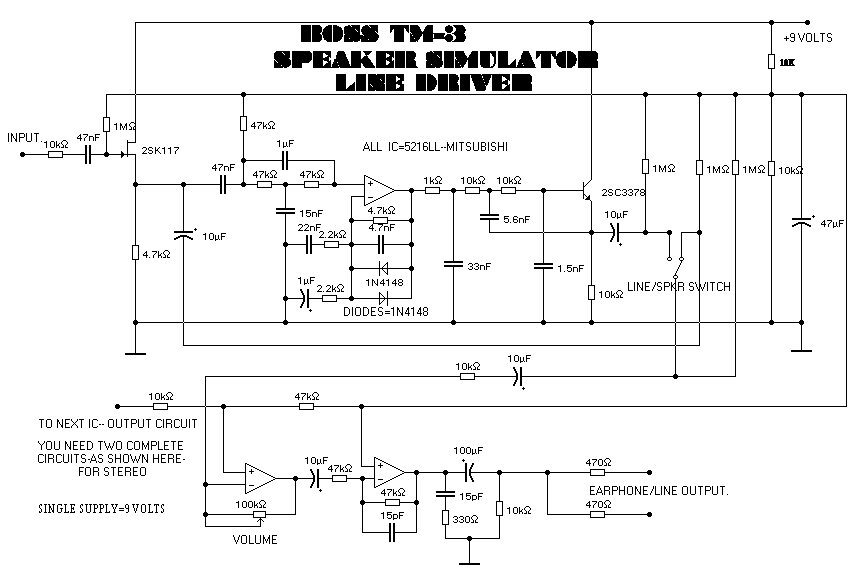 BOSS TM-3
SPEAKER SIMULATOR
LINE DRIVER
+9 VOLTS
10K
INPUT.
10kΩ
47nF
1MΩ
2SK117
47kΩ
1µF
ALL IC=5216LL--MITSUBISHI
47nF
47kΩ
47kΩ
1kΩ
10kΩ
10kΩ
2SC3378
1MΩ
1MΩ
1MΩ
10kΩ
15nF
4.7kΩ
5.6nF
10µF
47µF
10µF
22nF
2.2kΩ
4.7nF
4.7kΩ
33nF
1.5nF
1N4148
1µF
2.2kΩ
10kΩ
LINE/SPKR SWITCH
DIODES=1N4148
10kΩ
10µF
10kΩ
47kΩ
TO NEXT IC-- OUTPUT CIRCUIT
YOU NEED TWO COMPLETE
CIRCUITS-AS SHOWN HERE-
FOR STEREO
10µF
47kΩ
100µF
470Ω
EARPHONE/LINE OUTPUT.
470Ω
SINGLE SUPPLY=9 VOLTS
100kΩ
VOLUME
47kΩ
15pF
15pF
330Ω
10kΩ